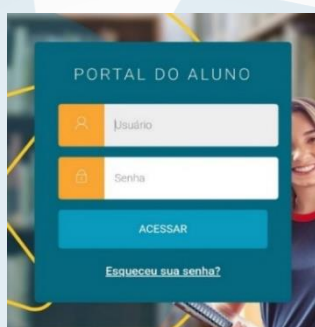 PORTAL DO ALUNO
Usuário
Senha
ACESSAR
Esqueceu sua senha?